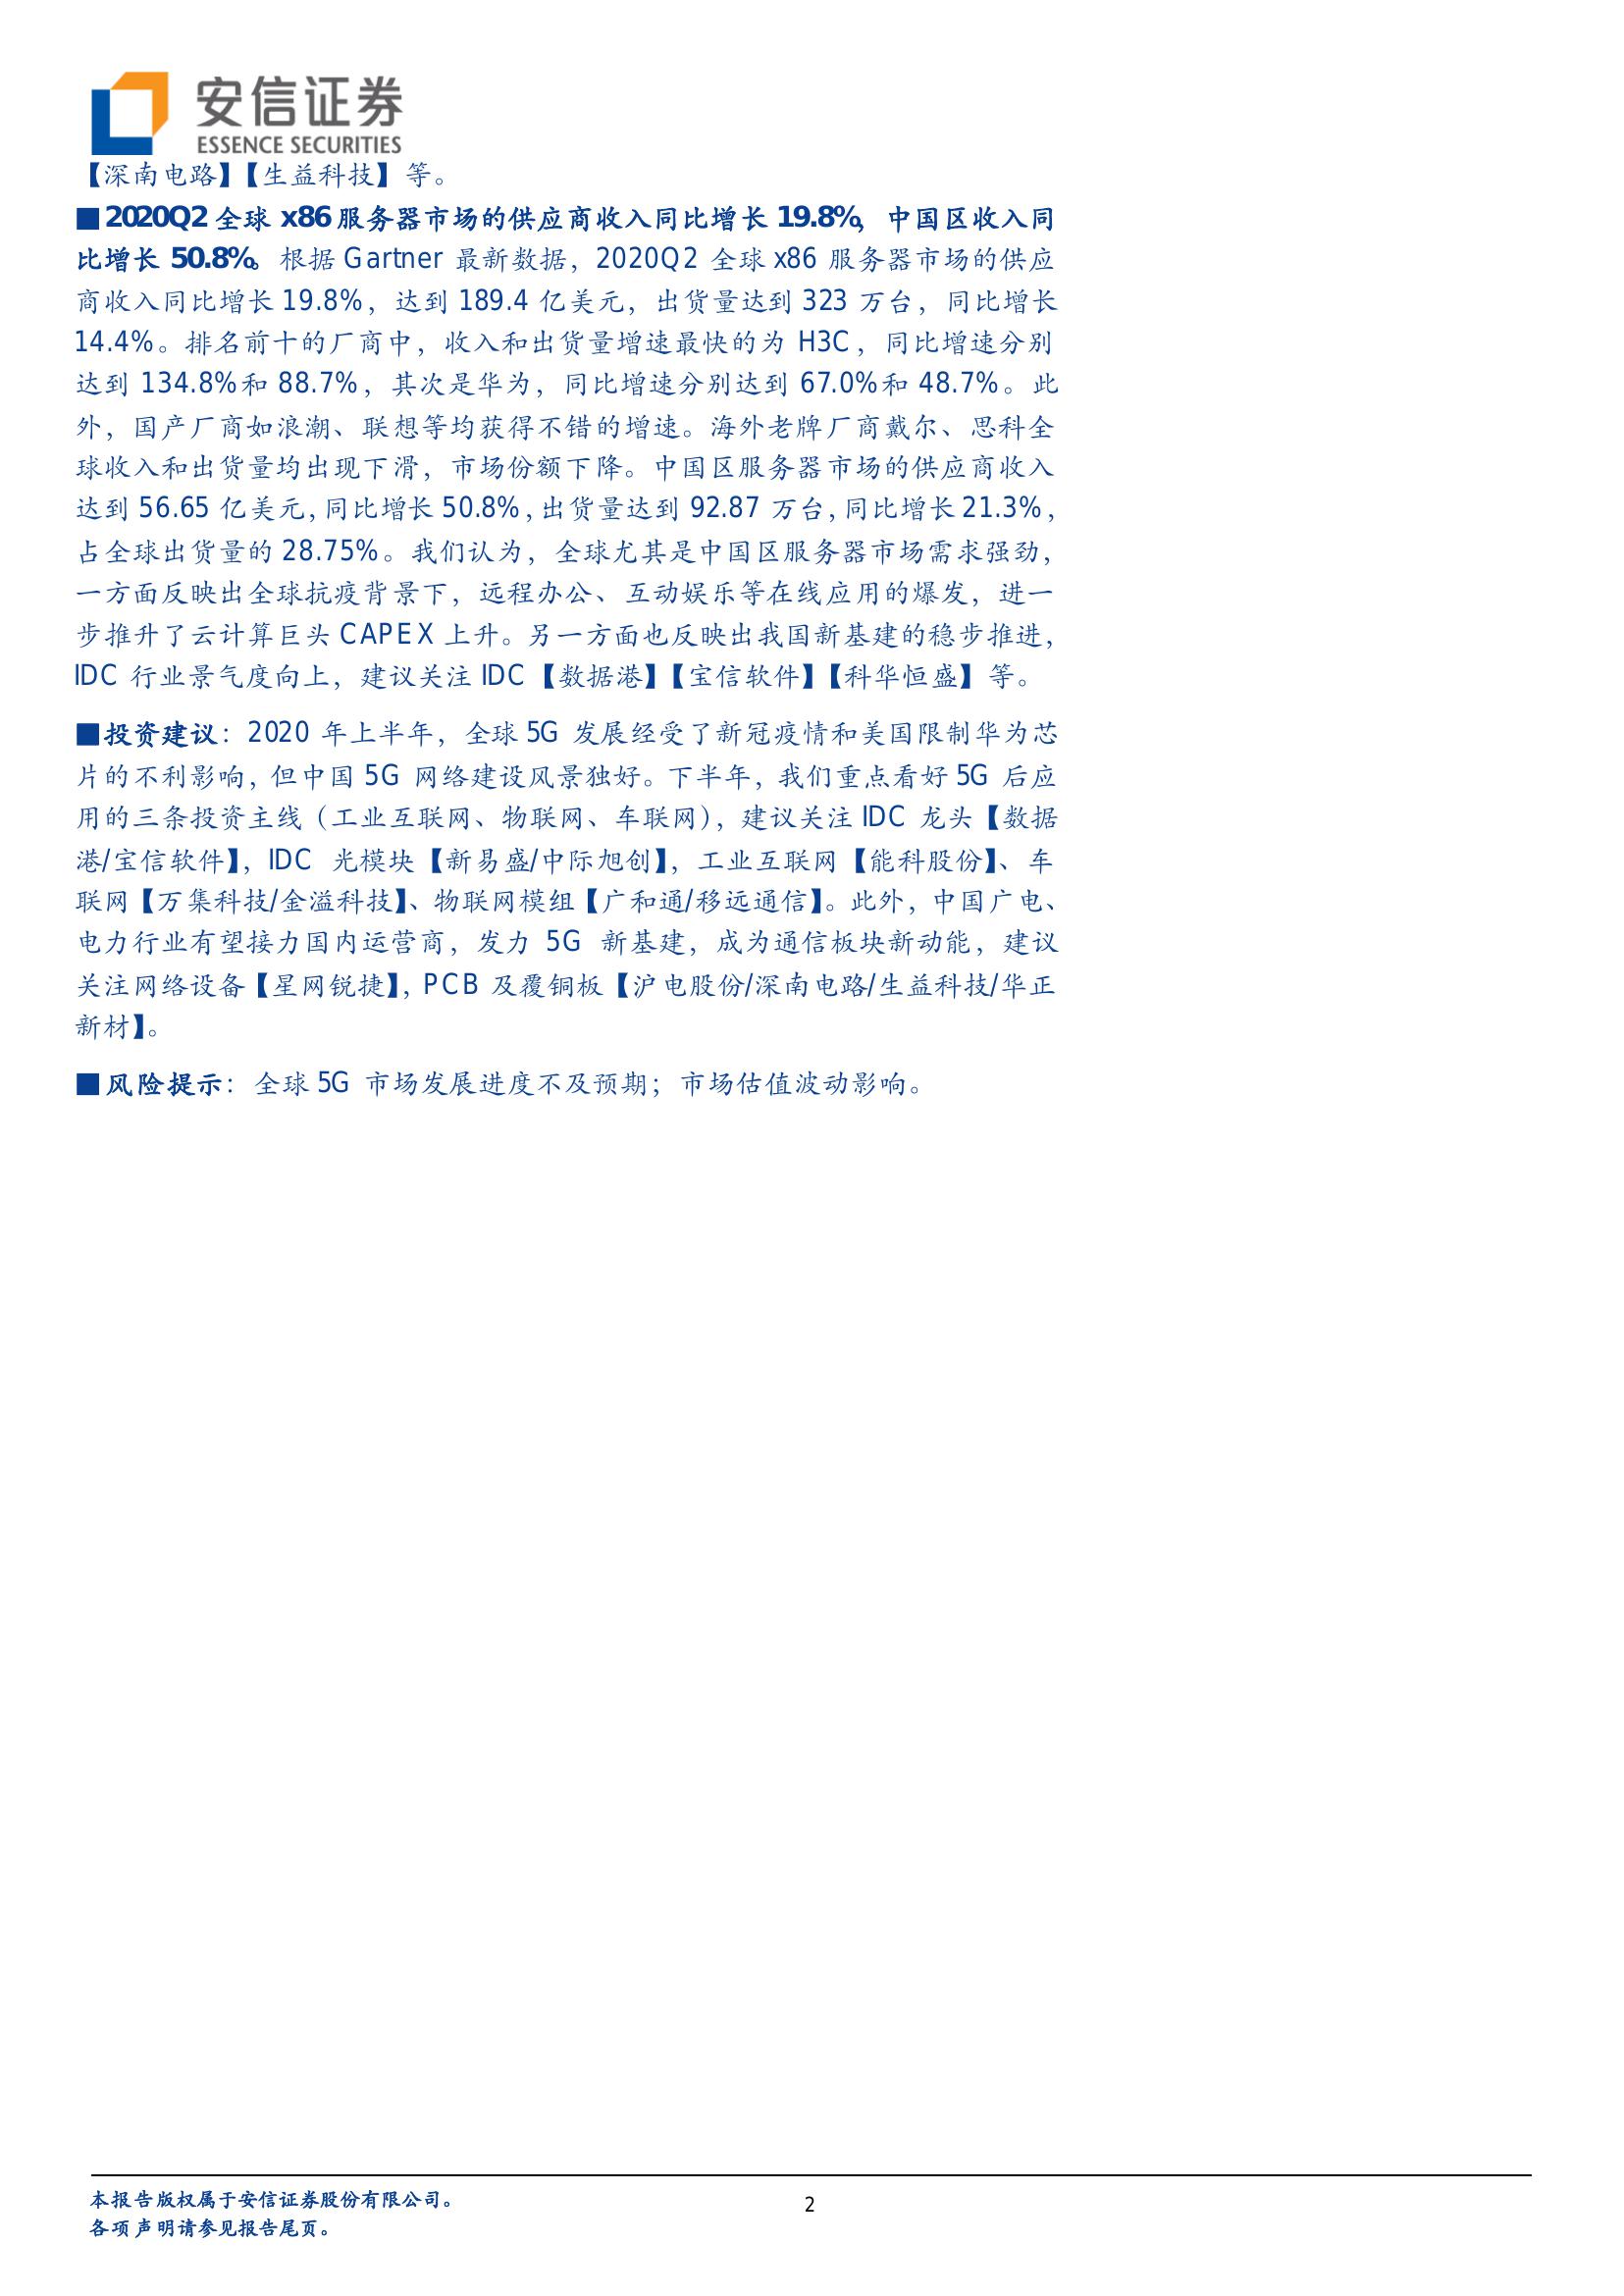 安信证券
ESSENCE SECURITIES
【深南电路】【生益科技】等。
■2020Q2 全球 x86 服务器市场的供应商收入同比增长 19.8%，中国区收入同
比增长 50.8%。根据 Gartner 最新数据，2020Q2 全球 x86 服务器市场的供应
商收入同比增长 19.8%，达到 189.4 亿美元，出货量达到 323 万台，同比增长
14.4%。排名前十的厂商中，收入和出货量增速最快的为 H3C，同比增速分别
达到 134.8%和 88.7%，其次是华为，同比增速分别达到 67.0%和 48.7%。此
外，国产厂商如浪潮、联想等均获得不错的增速。海外老牌厂商戴尔、思科全
球收入和出货量均出现下滑，市场份额下降。中国区服务器市场的供应商收入
达到 56.65 亿美元，同比增长 50.8%，出货量达到 92.87 万台，同比增长 21.3%，
占全球出货量的 28.75%。我们认为，全球尤其是中国区服务器市场需求强劲，
一方面反映出全球抗疫背景下，远程办公、互动娱乐等在线应用的爆发，进一
步推升了云计算巨头 CAPEX 上升。另一方面也反映出我国新基建的稳步推进，
IDC 行业景气度向上，建议关注 IDC【数据港】【宝信软件】【科华恒盛】等。
■投资建议：2020 年上半年，全球 5G 发展经受了新冠疫情和美国限制华为芯
片的不利影响，但中国 5G 网络建设风景独好。下半年，我们重点看好 5G 后应
用的三条投资主线（工业互联网、物联网、车联网），建议关注 IDC 龙头【数据
港/宝信软件】，IDC 光模块【新易盛/中际旭创】，工业互联网【能科股份】、车
联网【万集科技/金溢科技】、物联网模组【广和通/移远通信】。此外，中国广电、
电力行业有望接力国内运营商，发力 5G 新基建，成为通信板块新动能，建议
关注网络设备【星网锐捷】，PCB 及覆铜板【沪电股份/深南电路/生益科技/华正
新材】。
■风险提示：全球 5G 市场发展进度不及预期；市场估值波动影响。
本报告版权属于安信证券股份有限公司。
2
各项声明请参见报告尾页。